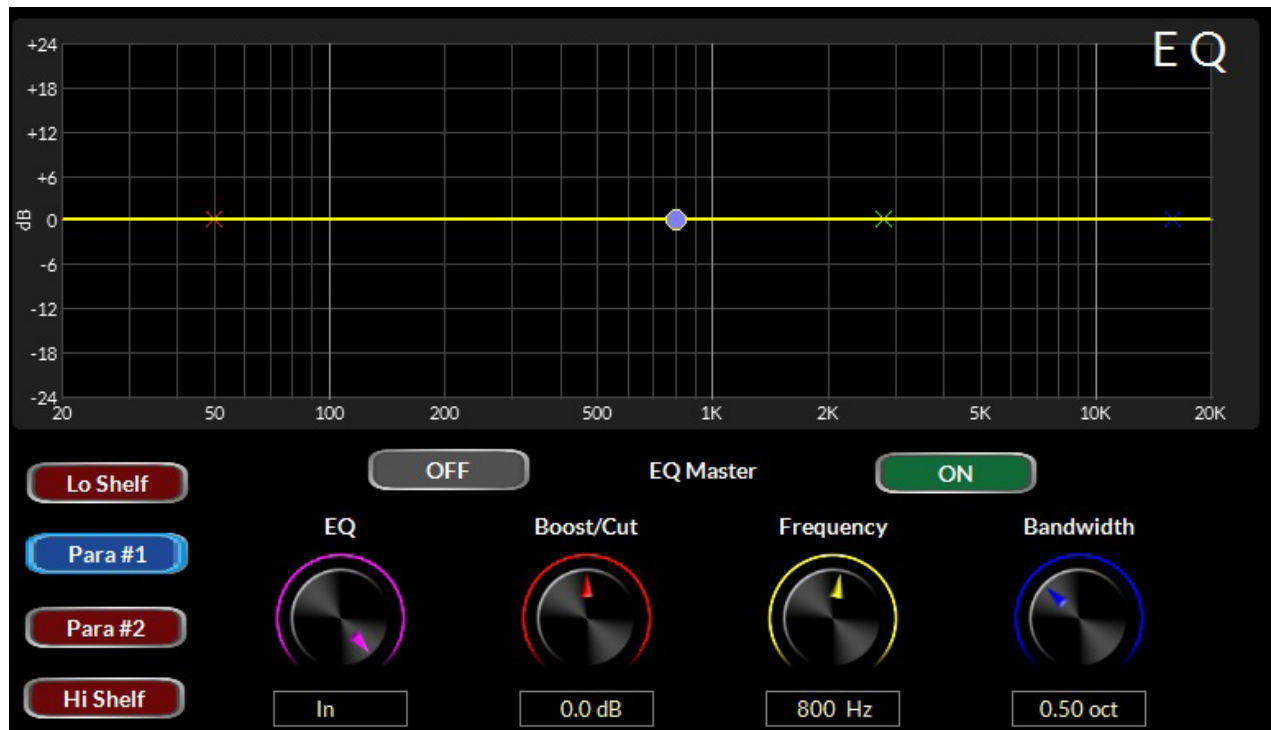 EQ
+24
+18
+12
+6
dB 0
-6
-12
-18
-24
20 50 100 200 500 1K 2K 5K 10K 20K
OFF EQ Master ON
Lo Shelf
EQ Boost/Cut Frequency Bandwidth
Para #1
Para #2
Hi Shelf
In 0.0 dB 800 Hz 0.50 oct